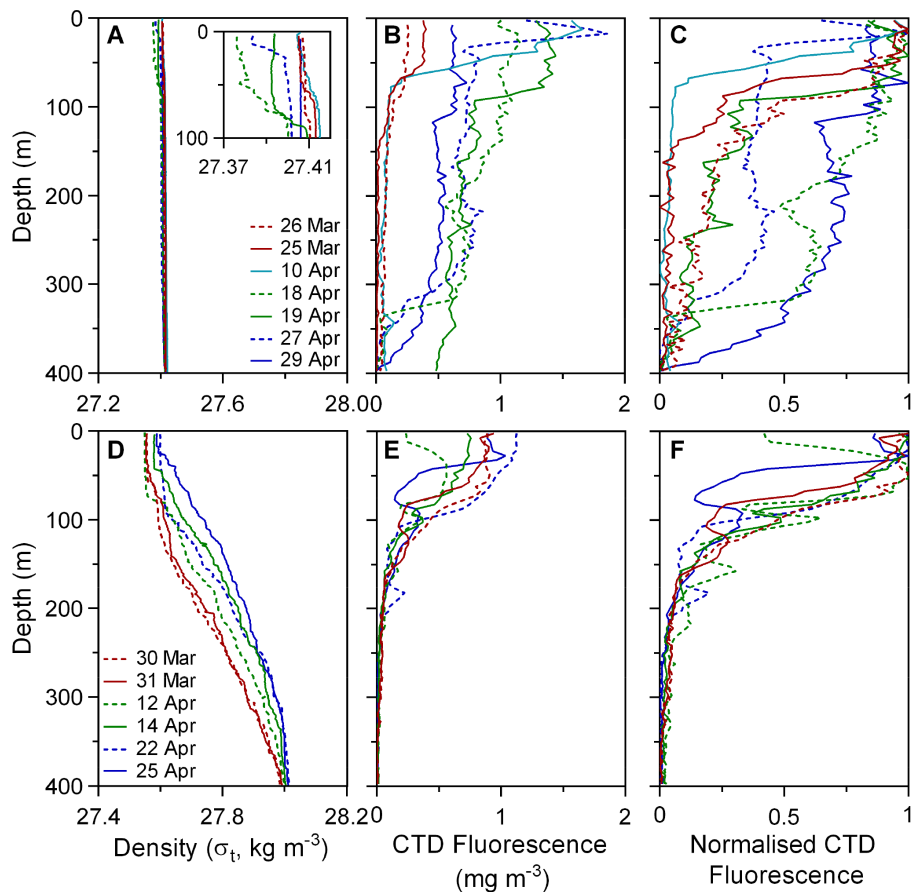 A
B
C
0
100
200
300
400
Depth (m)
0
100
27.37
27.41
26 Mar
25 Mar
10 Apr
18 Apr
19 Apr
27 Apr
29 Apr
27.2
27.6
28.0
0
1
2
0
0.5
1
D
E
F
0
100
200
300
400
Depth (m)
30 Mar
31 Mar
12 Apr
14 Apr
22 Apr
25 Apr
27.4
27.8
28.2
0
1
2
0
0.5
1
Density (σt, kg m-3)
CTD Fluorescence
(mg m-3)
Normalised CTD
Fluorescence